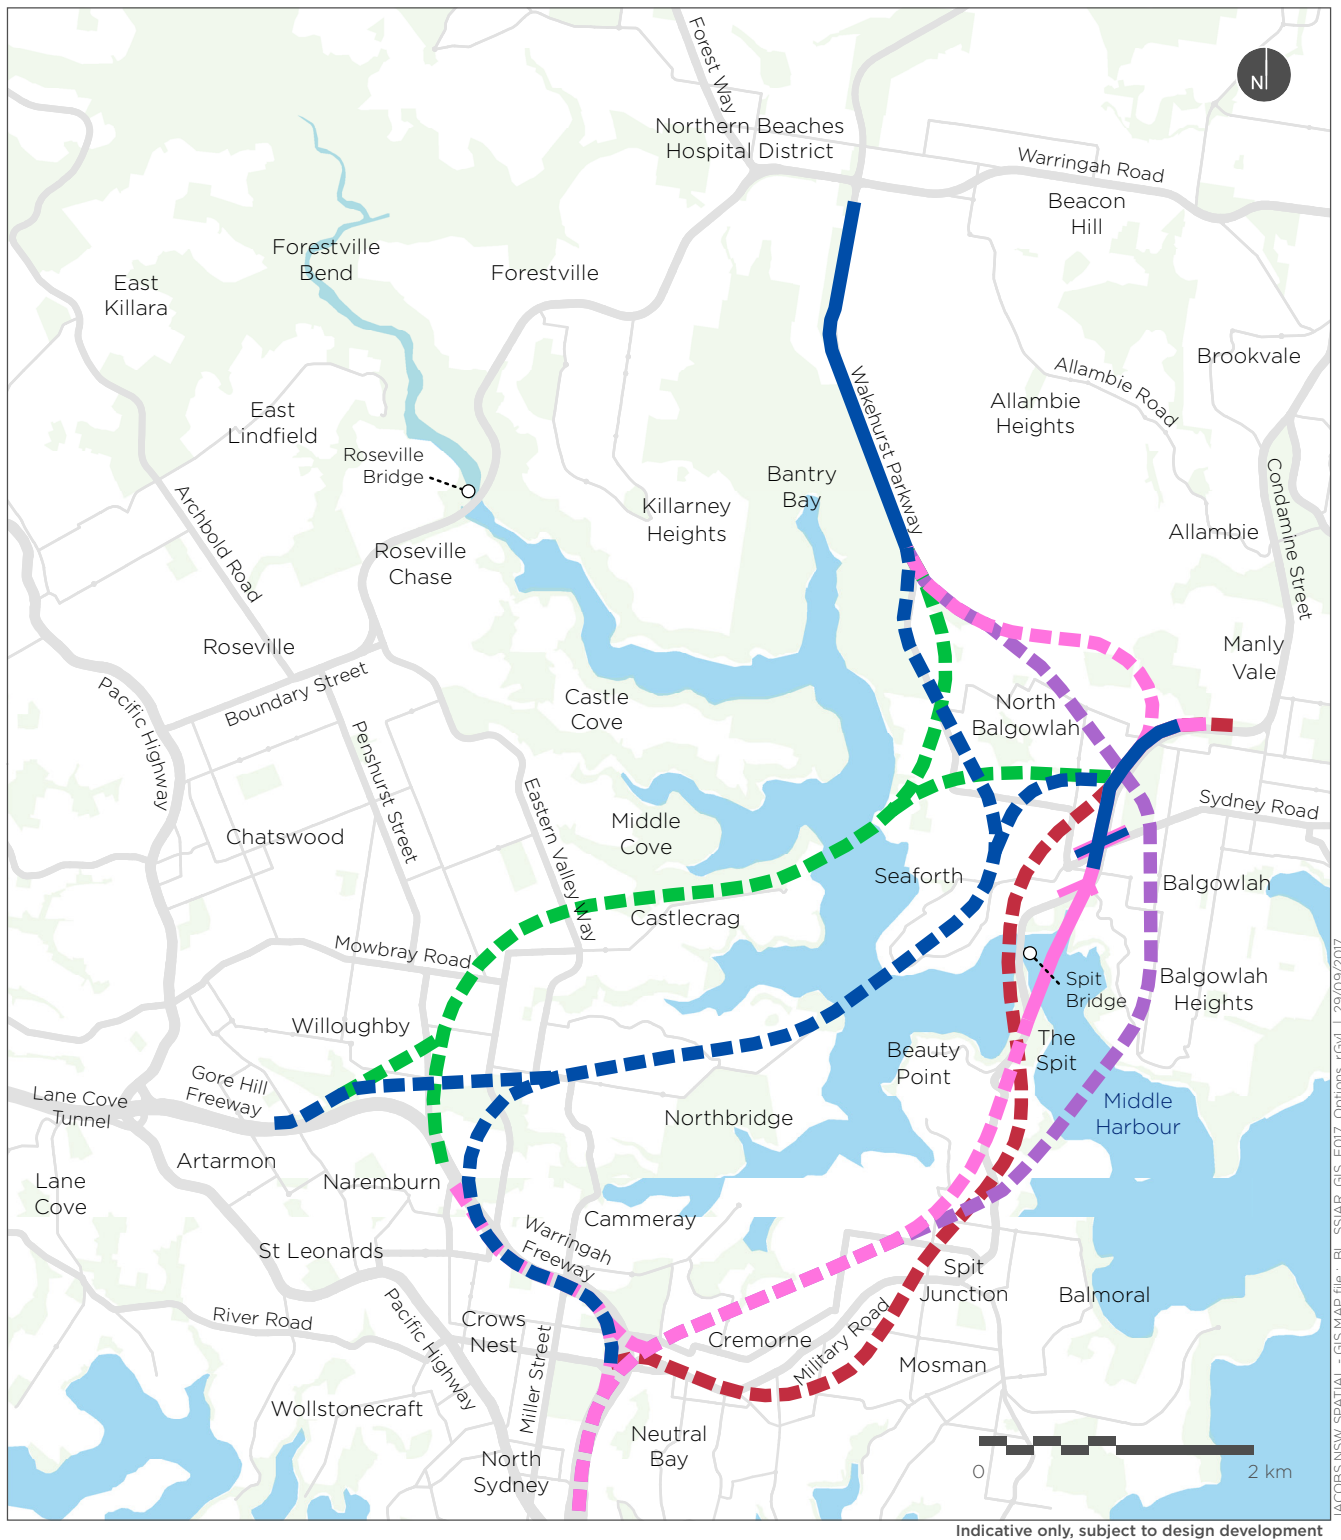 N
Forest Way
Northern Beaches
Hospital District
Warringah Road
Beacon
Hill
Forestville
Bend
Forestville
East
Killara
Brookvale
Allambie Road
Wakehurst Parkway
Allambie
Heights
East
Lindfield
Roseville
Bridge
Bantry
Bay
Condamine Street
Archbold Road
Killarney
Heights
Allambie
Roseville
Chase
Roseville
Manly
Vale
Boundary Street
Pacific Highway
Castle
Cove
North
Balgowlah
Penshurst Street
Eastern Valley Way
Sydney Road
Chatswood
Middle
Cove
Seaforth
Balgowlah
Castlecrag
Mowbray Road
Spit
Bridge
Balgowlah
Heights
Willoughby
The
Spit
Beauty
Point
Gore Hill
Freeway
Lane Cove
Tunnel
Middle
Harbour
Northbridge
Artarmon
Naremburn
Lane
Cove
Cammeray
Warringah
Freeway
St Leonards
Spit
Junction
Balmoral
River Road
Pacific Highway
Crows
Nest
Miller Street
Cremorne
Military Road
Mosman
Wollstonecraft
Neutral
Bay
North
Sydney
0
2 km
Indicative only, subject to design development